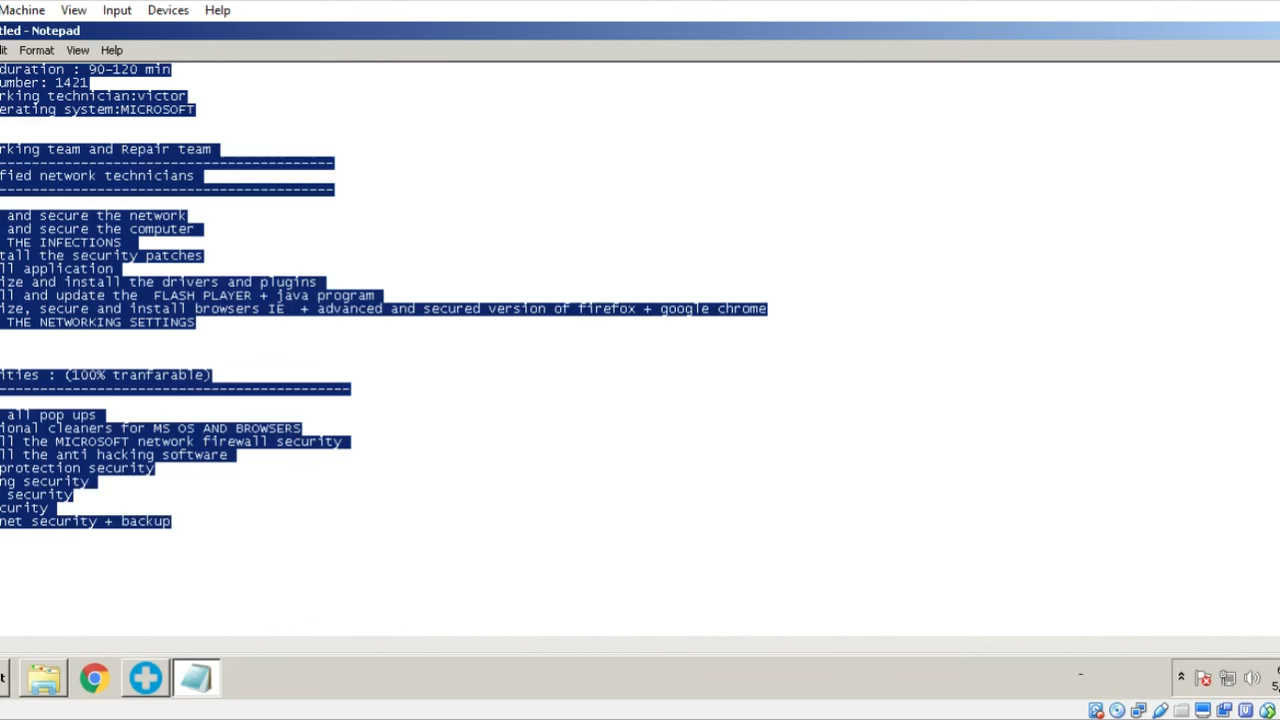 Machine View Input Devices Help
tled - Notepad
it Format View Help
duration : 90-120 min
umber: 1421
rking technician:victor
erating system:MICROSOFT
rking team and Repair team
-----------------------------------------
fied network technicians
-----------------------------------------
and secure the network
and secure the computer
THE INFECTIONS
tall the security patches
ll application
ize and install the drivers and plugins
ll and update the  FLASH PLAYER + java program
ize, secure and install browsers IE  + advanced and secured version of firefox + google chrome
THE NETWORKING SETTINGS
ities : (100% tranfarable)
-------------------------------------------
all pop ups
ional cleaners for MS OS AND BROWSERS
ll the MICROSOFT network firewall security
ll the anti hacking software
protection security
ng security
security
curity
net security + backup
t